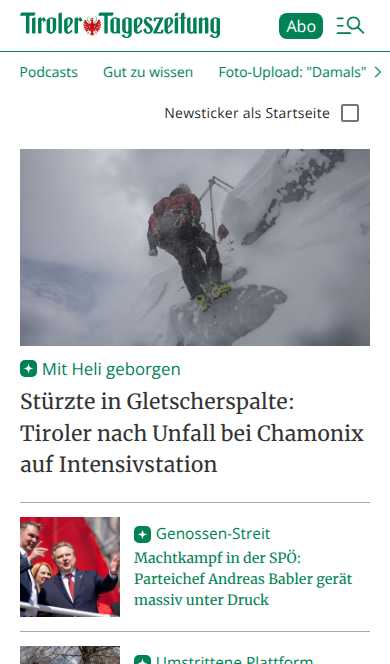 Tiroler Tageszeitung
Abo
Podcasts Gut zu wissen Foto-Upload: "Damals"
Newsticker als Startseite
Mit Heli geborgen
Stürzte in Gletscherspalte:
Tiroler nach Unfall bei Chamonix
auf Intensivstation
Genossen-Streit
Machtkampf in der SPÖ:
Parteichef Andreas Babler gerät
massiv unter Druck
Umstrittene Plattform